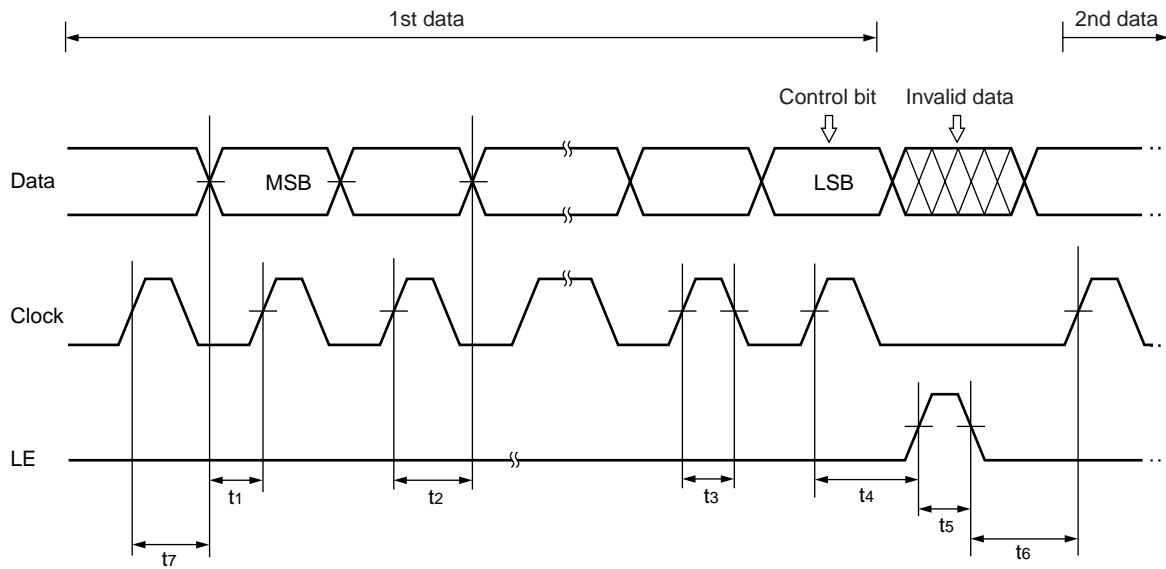 1st data
2nd data
Control bit
Invalid data
Data
MSB
LSB
Clock
LE
t1
t2
t3
t4
t5
t6
t7